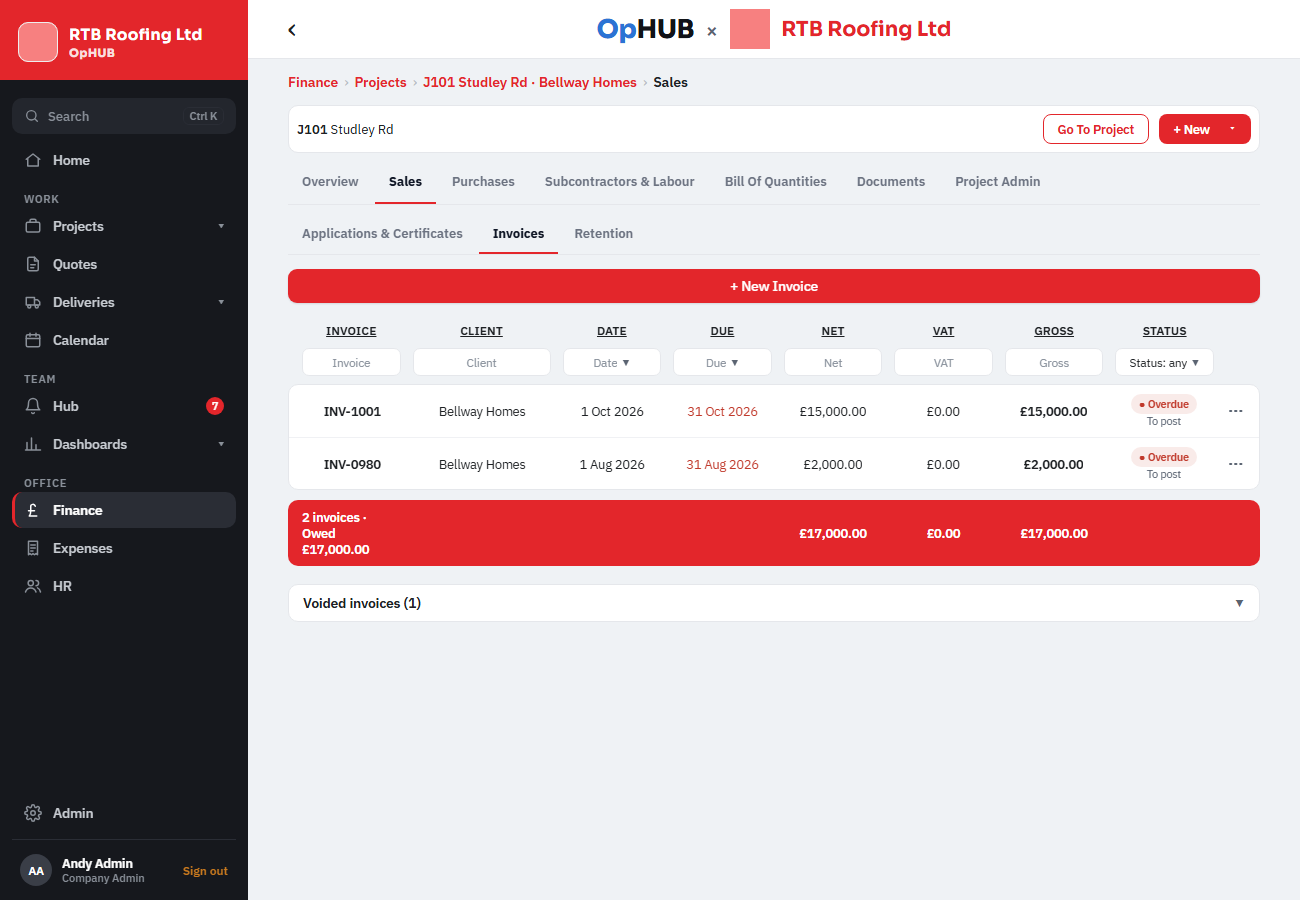 RTB Roofing Ltd
OpHUB
Search
Ctrl K
Home
WORK
Projects
Quotes
Deliveries
Calendar
TEAM
Hub
7
Dashboards
OFFICE
£ Finance
Expenses
HR
Admin
AA
Andy Admin
Company Admin
Sign out
OpHUB × RTB Roofing Ltd
Finance › Projects › J101 Studley Rd · Bellway Homes › Sales
J101 Studley Rd
Go To Project
+ New
Overview Sales Purchases Subcontractors & Labour Bill Of Quantities Documents Project Admin
Applications & Certificates Invoices Retention
+ New Invoice
INVOICE CLIENT DATE DUE NET VAT GROSS STATUS
Invoice Client Date ▼ Due ▼ Net VAT Gross Status: any ▼
INV-1001 Bellway Homes 1 Oct 2026 31 Oct 2026 £15,000.00 £0.00 £15,000.00 Overdue
To post
INV-0980 Bellway Homes 1 Aug 2026 31 Aug 2026 £2,000.00 £0.00 £2,000.00 Overdue
To post
2 invoices ·
Owed
£17,000.00
£17,000.00 £0.00 £17,000.00
Voided invoices (1)